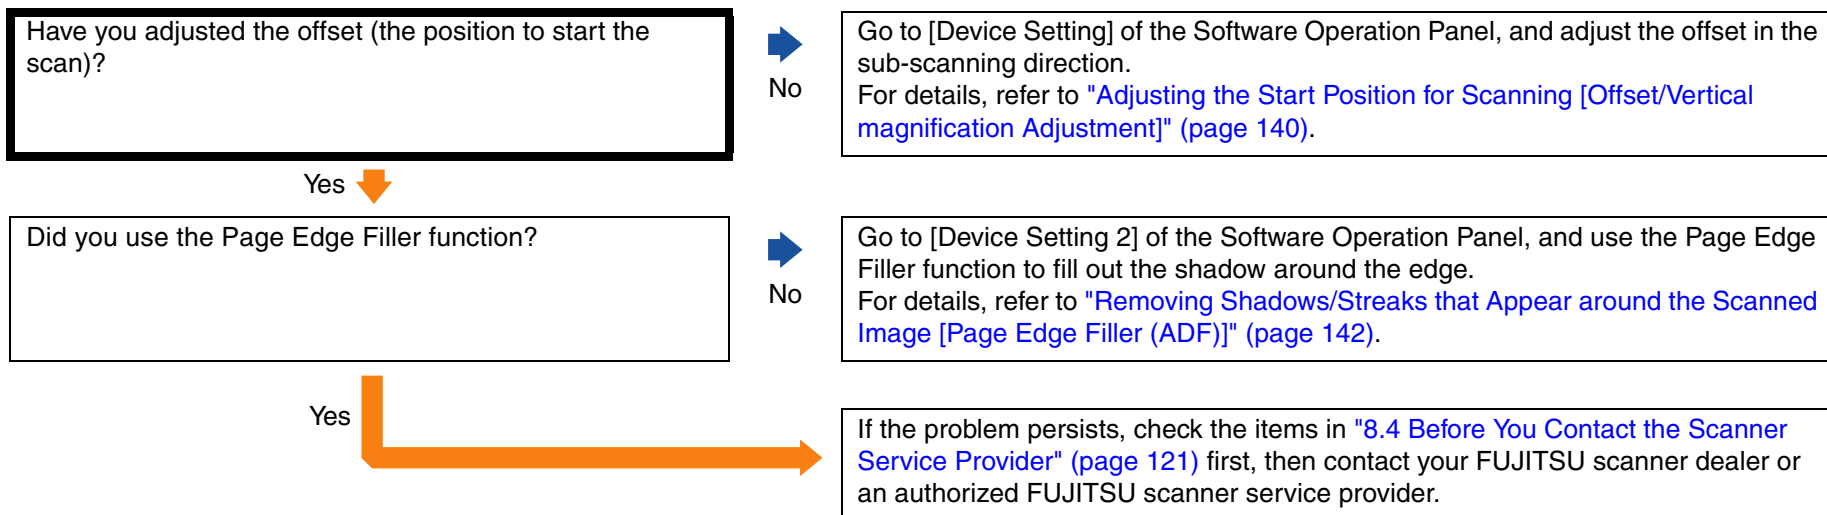 Have you adjusted the offset (the position to start the
scan)?
No
Go to [Device Setting] of the Software Operation Panel, and adjust the offset in the
sub-scanning direction.
For details, refer to "Adjusting the Start Position for Scanning [Offset/Vertical
magnification Adjustment]" (page 140).
Yes
Did you use the Page Edge Filler function?
No
Go to [Device Setting 2] of the Software Operation Panel, and use the Page Edge
Filler function to fill out the shadow around the edge.
For details, refer to "Removing Shadows/Streaks that Appear around the Scanned
Image [Page Edge Filler (ADF)]" (page 142).
Yes
If the problem persists, check the items in "8.4 Before You Contact the Scanner
Service Provider" (page 121) first, then contact your FUJITSU scanner dealer or
an authorized FUJITSU scanner service provider.